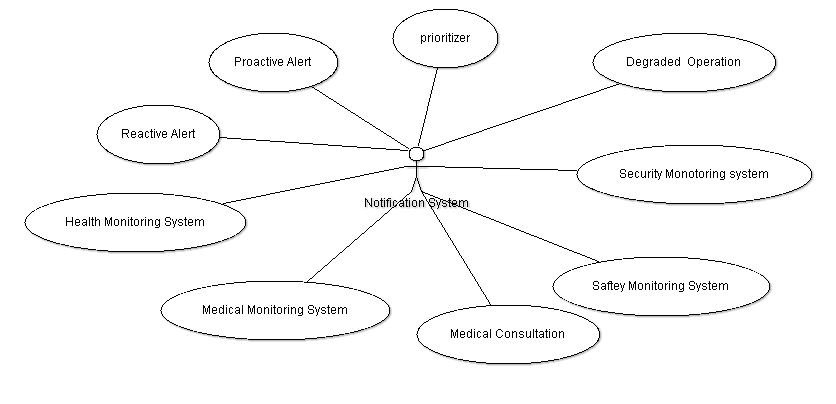 prioritizer
Proactive Alert
Degraded  Operation
Reactive Alert
Security Monotoring system
Notification System
Health Monitoring System
Saftey Monitoring System
Medical Monitoring System
Medical Consultation